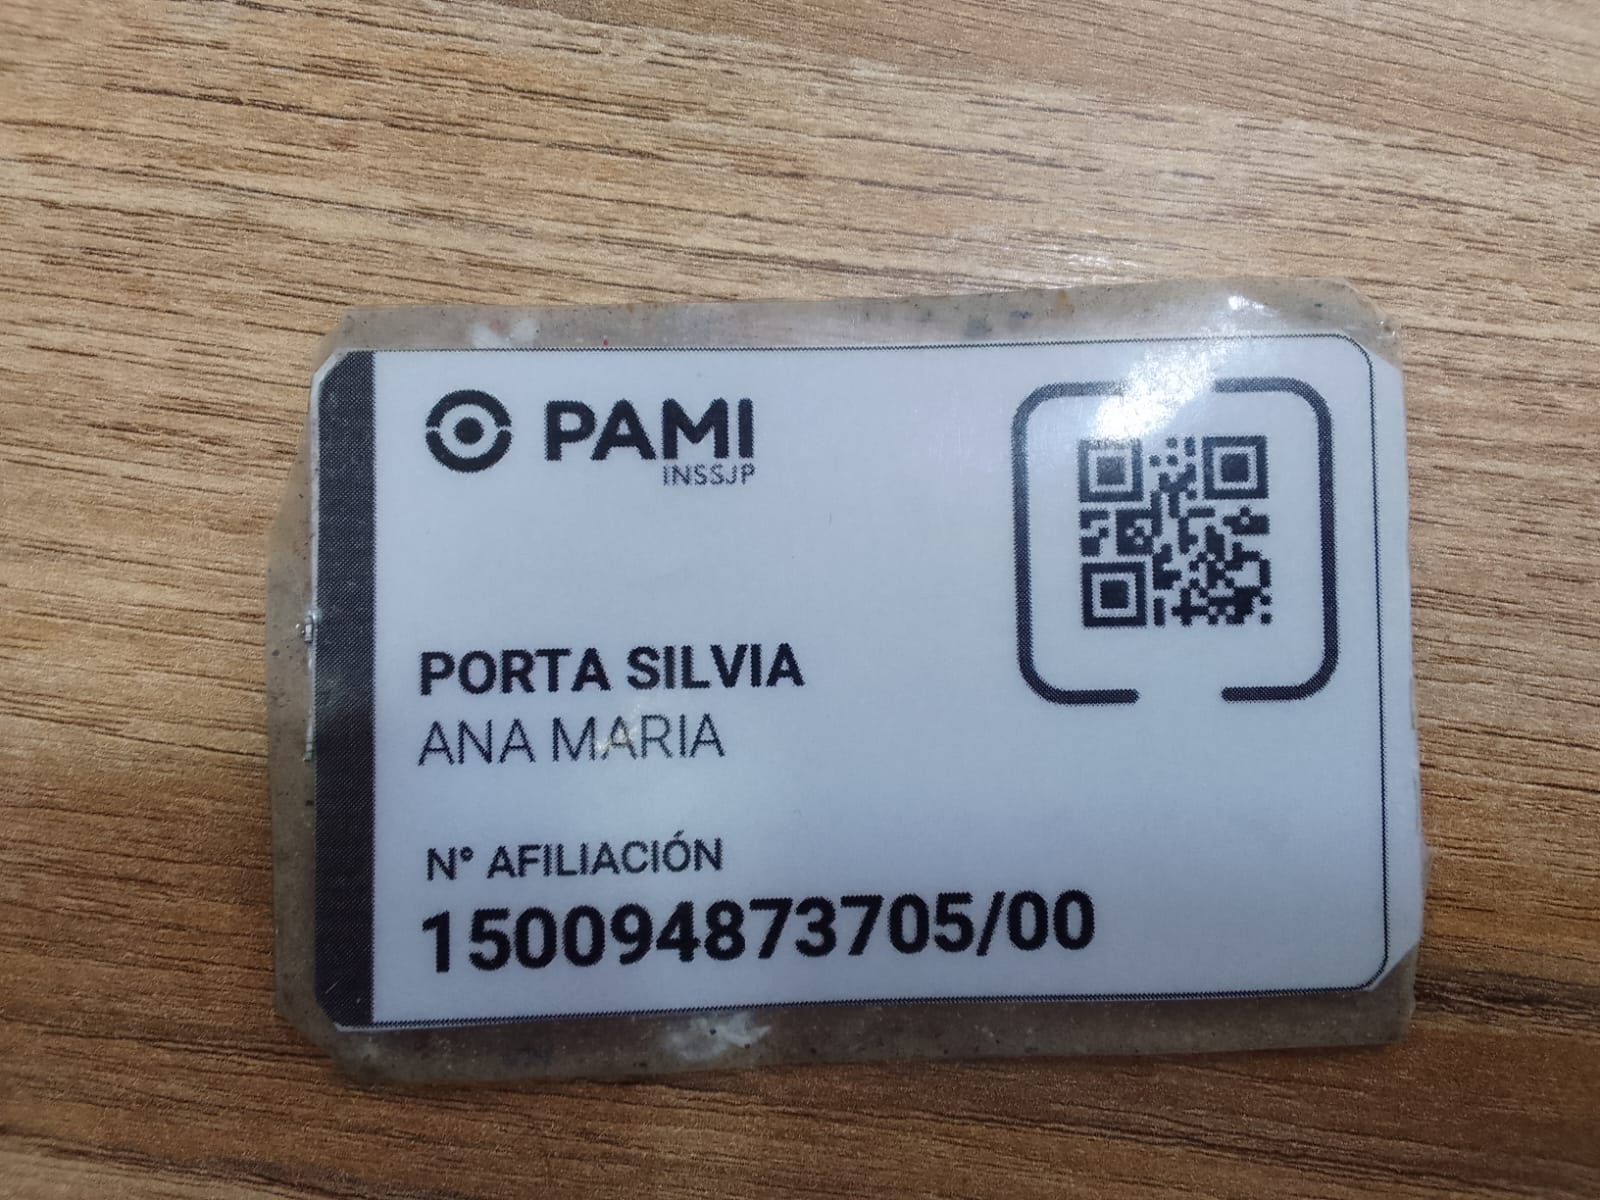 PAMI
INSSJP
PORTA SILVIA
ANA MARIA
N° AFILIACIÓN
150094873705/00